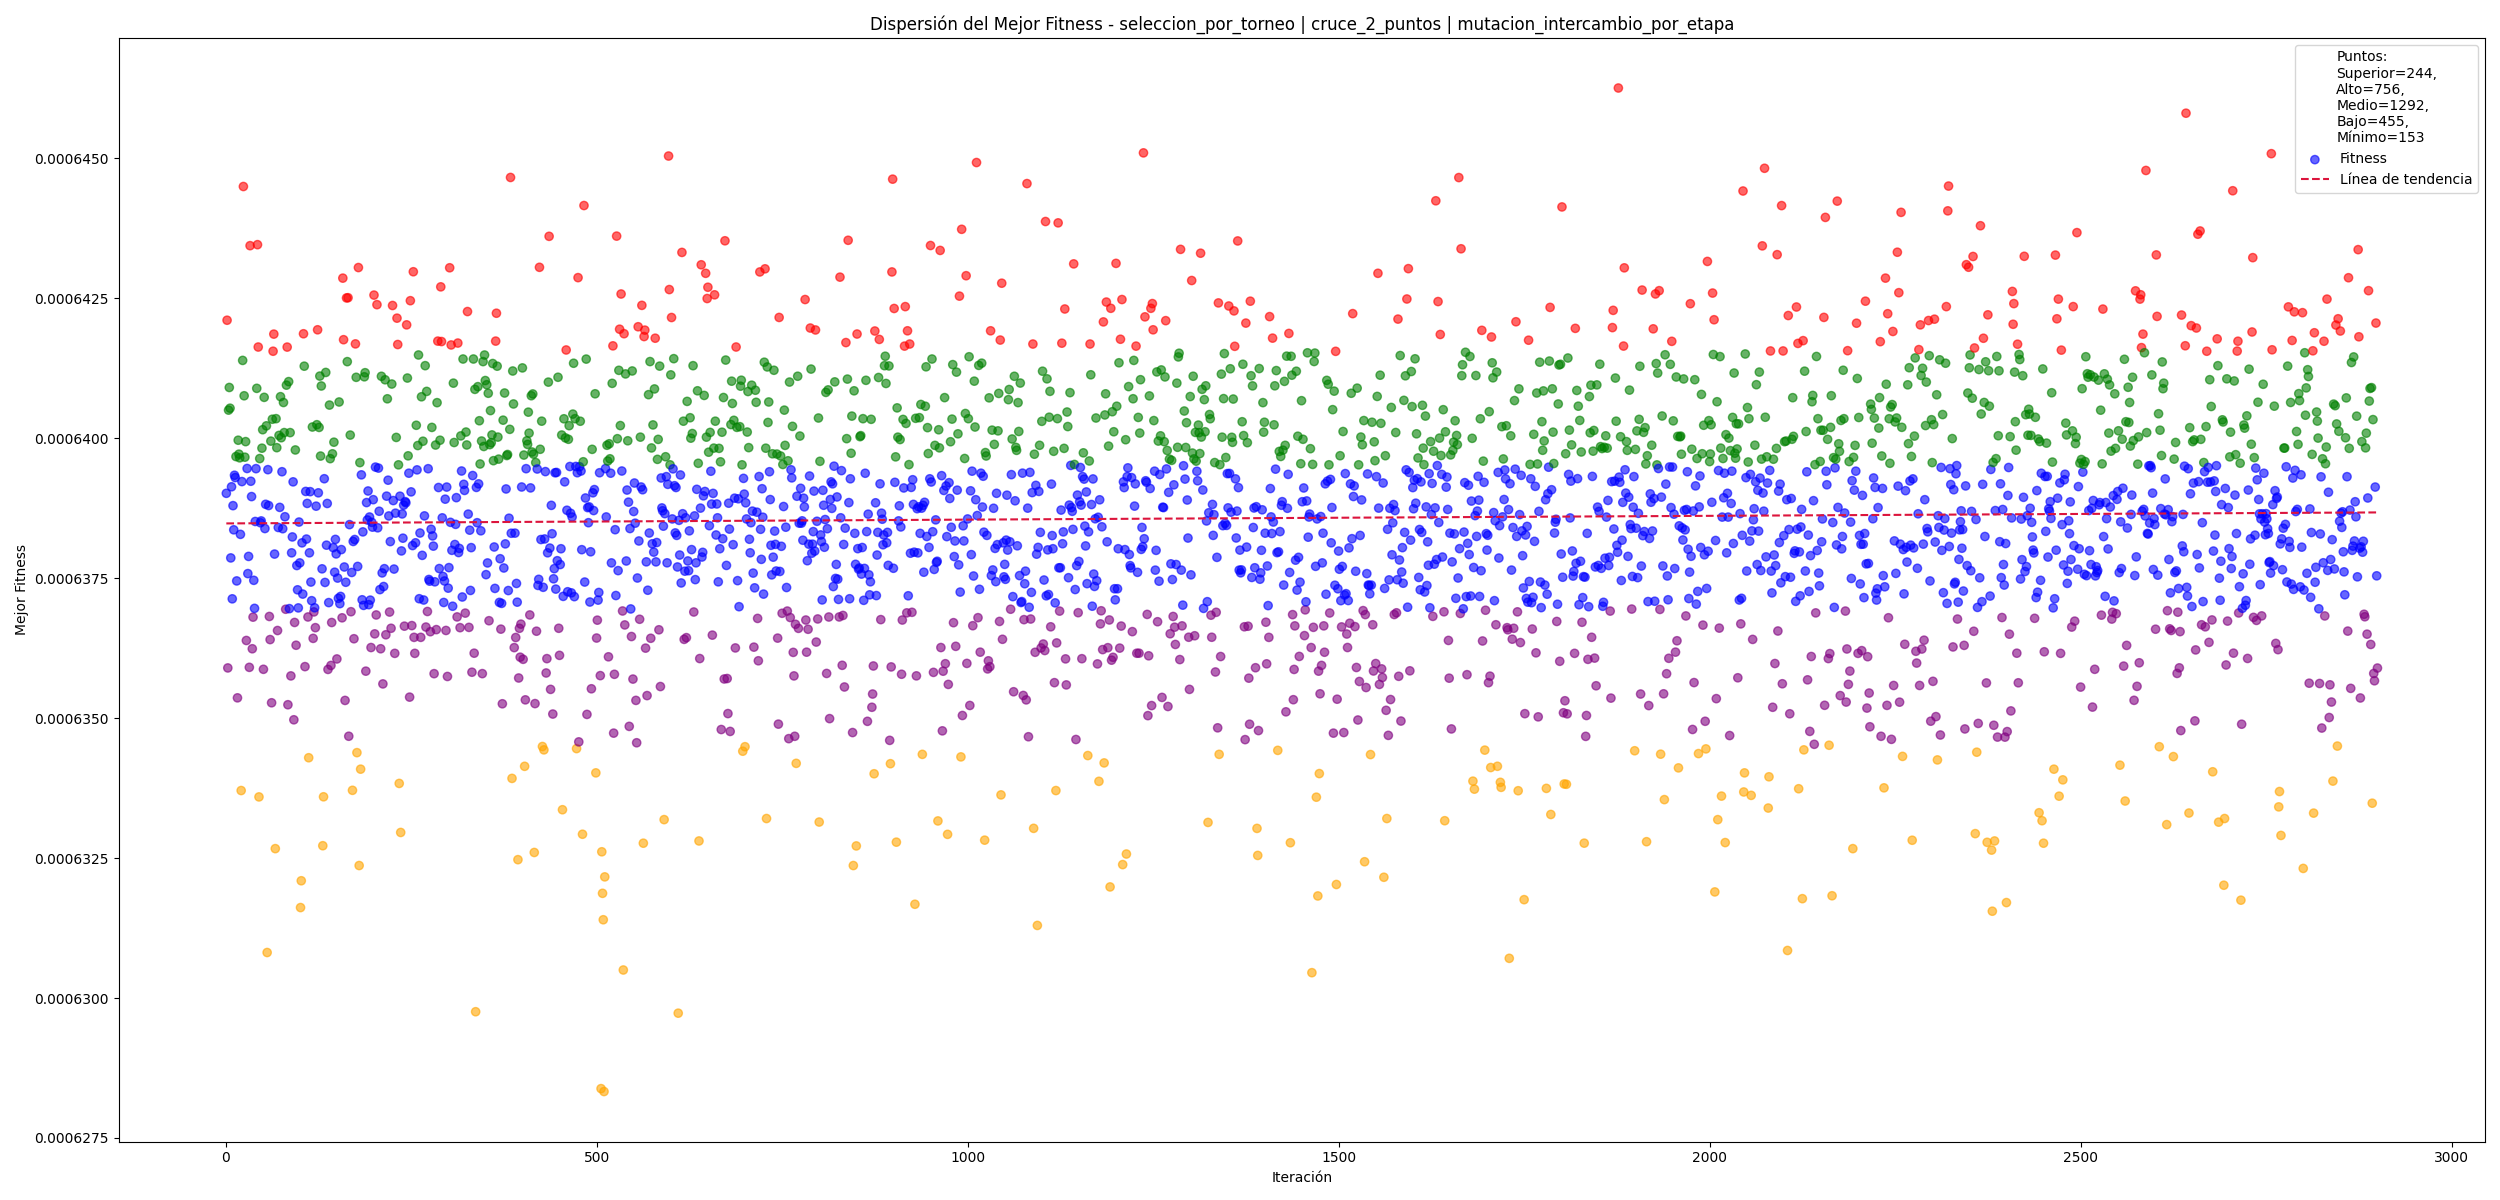 Dispersión del Mejor Fitness - seleccion_por_torneo | cruce_2_puntos | mutacion_intercambio_por_etapa
Puntos:
Superior=244,
Alto=756,
Medio=1292,
Bajo=455,
Mínimo=153
Fitness
Línea de tendencia
Mejor Fitness
0.0006450
0.0006425
0.0006400
0.0006375
0.0006350
0.0006325
0.0006300
0.0006275
0
500
1000
1500
2000
2500
3000
Iteración